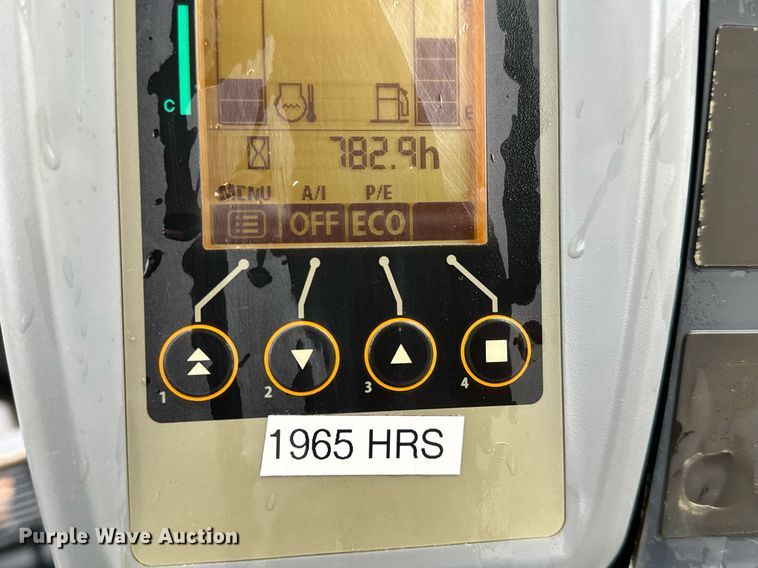 C
E
782.9h
MENU A/I P/E
OFF ECO
1 2 3 4
1965 HRS
Purple Wave Auction